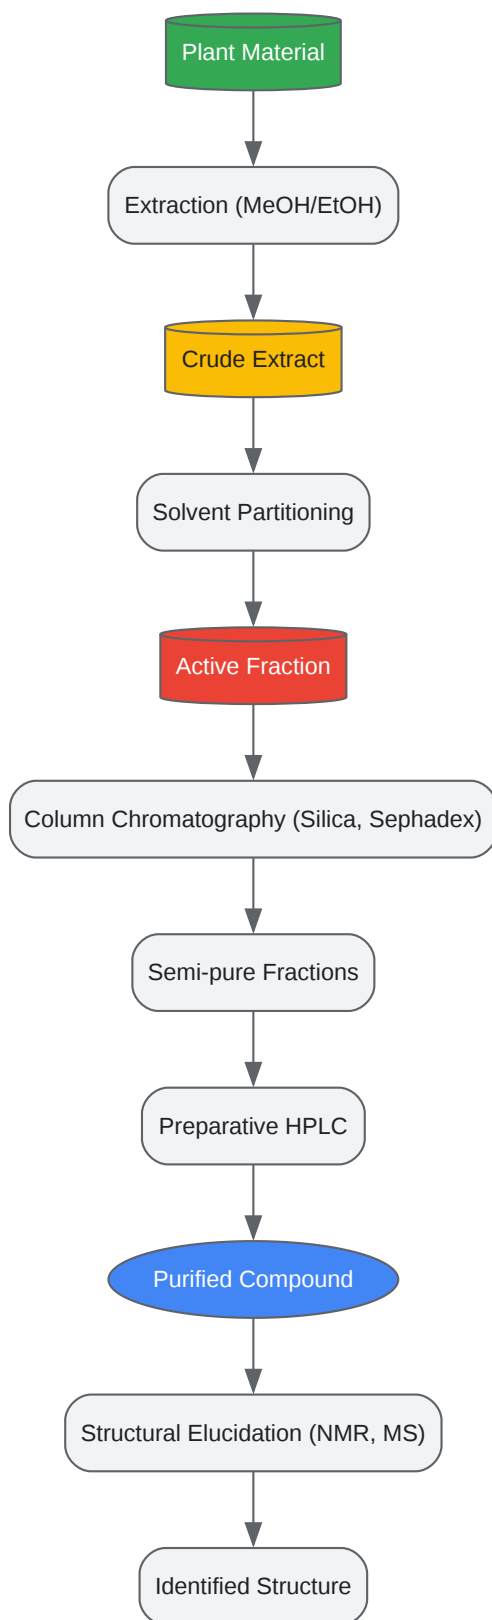 Plant Material
Extraction (MeOH/EtOH)
Crude Extract
Solvent Partitioning
Active Fraction
Column Chromatography (Silica, Sephadex)
Semi-pure Fractions
Preparative HPLC
Purified Compound
Structural Elucidation (NMR, MS)
Identified Structure